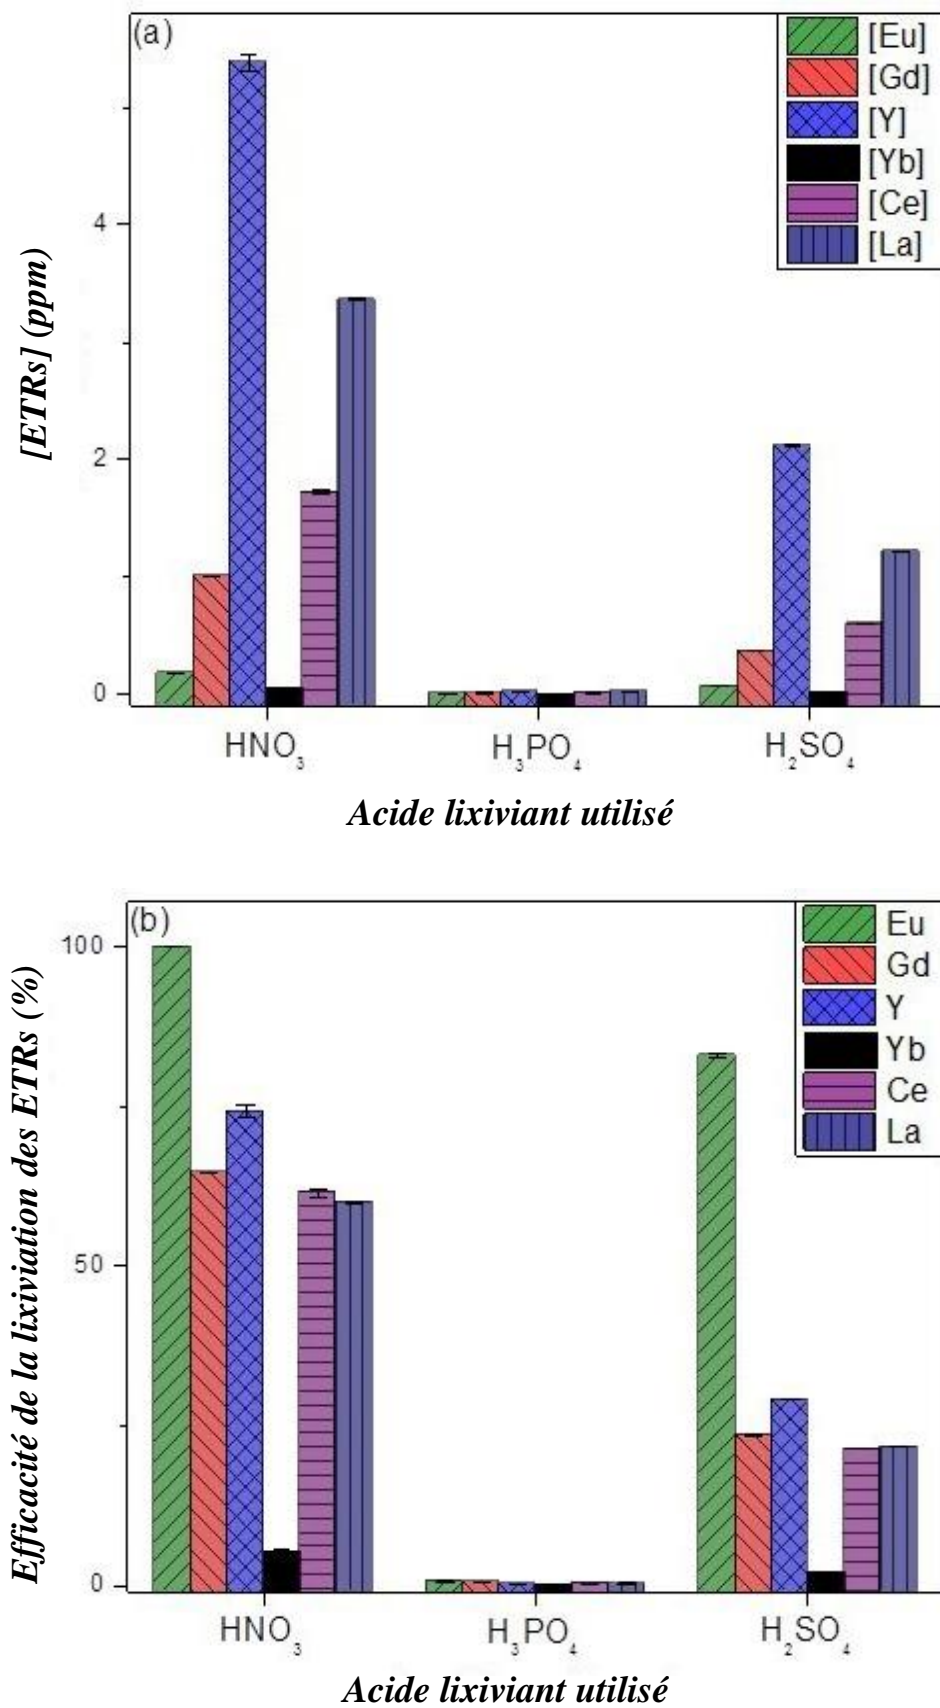 (a)
[Eu]
[Gd]
[Y]
[Yb]
[Ce]
[La]
4
2
0
[ETRs] (ppm)
HNO₃ H₃PO₄ H₂SO₄
Acide lixiviant utilisé
(b)
Eu
Gd
Y
Yb
Ce
La
100
50
0
Efficacité de la lixiviation des ETRs (%)
HNO₃ H₃PO₄ H₂SO₄
Acide lixiviant utilisé